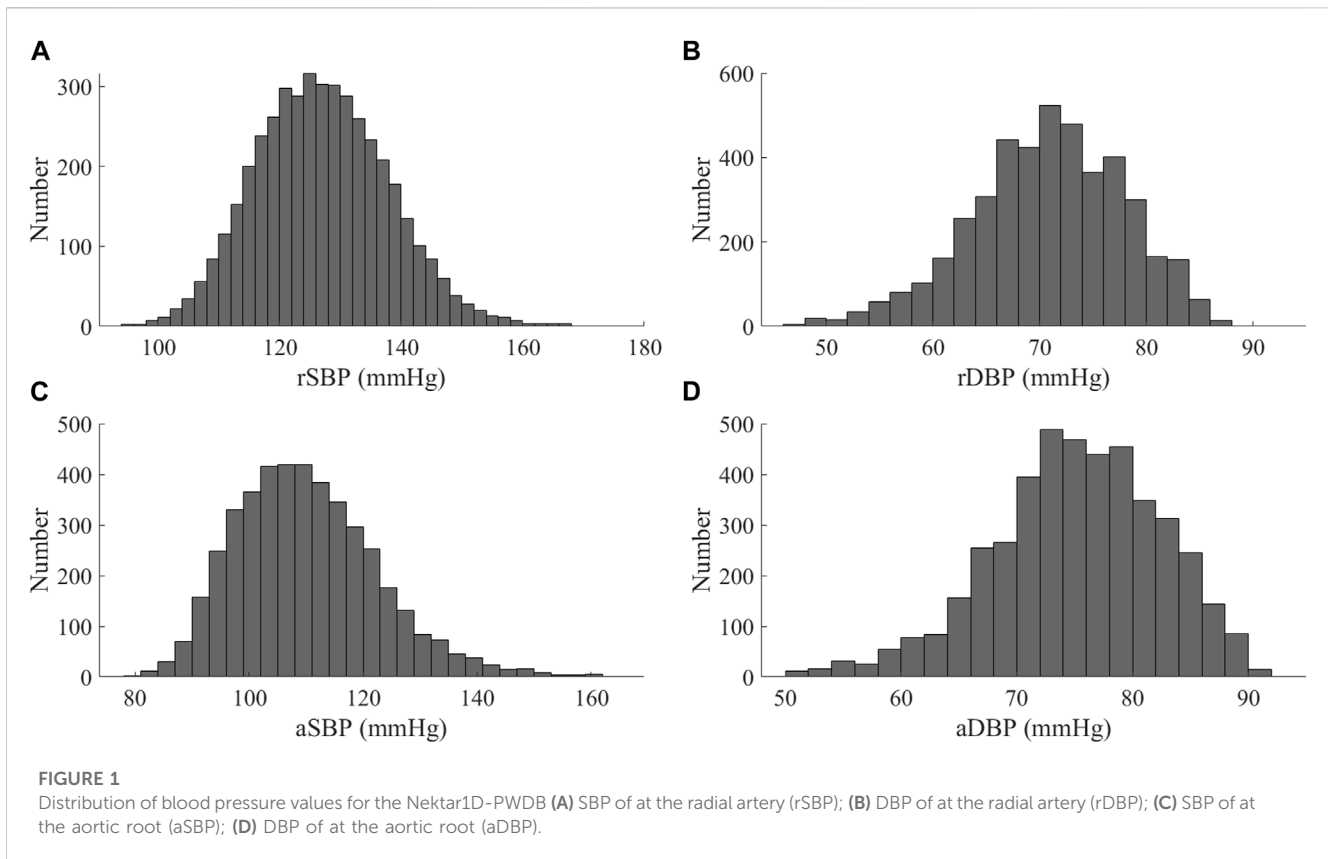 A
300
200
100
0
Number
100 120 140 160 180
rSBP (mmHg)
B
600
400
200
0
Number
50 60 70 80 90
rDBP (mmHg)
C
500
400
300
200
100
0
Number
80 100 120 140 160
aSBP (mmHg)
D
500
400
300
200
100
0
Number
50 60 70 80 90
aDBP (mmHg)
FIGURE 1
Distribution of blood pressure values for the Nektar1D-PWDB (A) SBP of at the radial artery (rSBP); (B) DBP of at the radial artery (rDBP); (C) SBP of at
the aortic root (aSBP); (D) DBP of at the aortic root (aDBP).